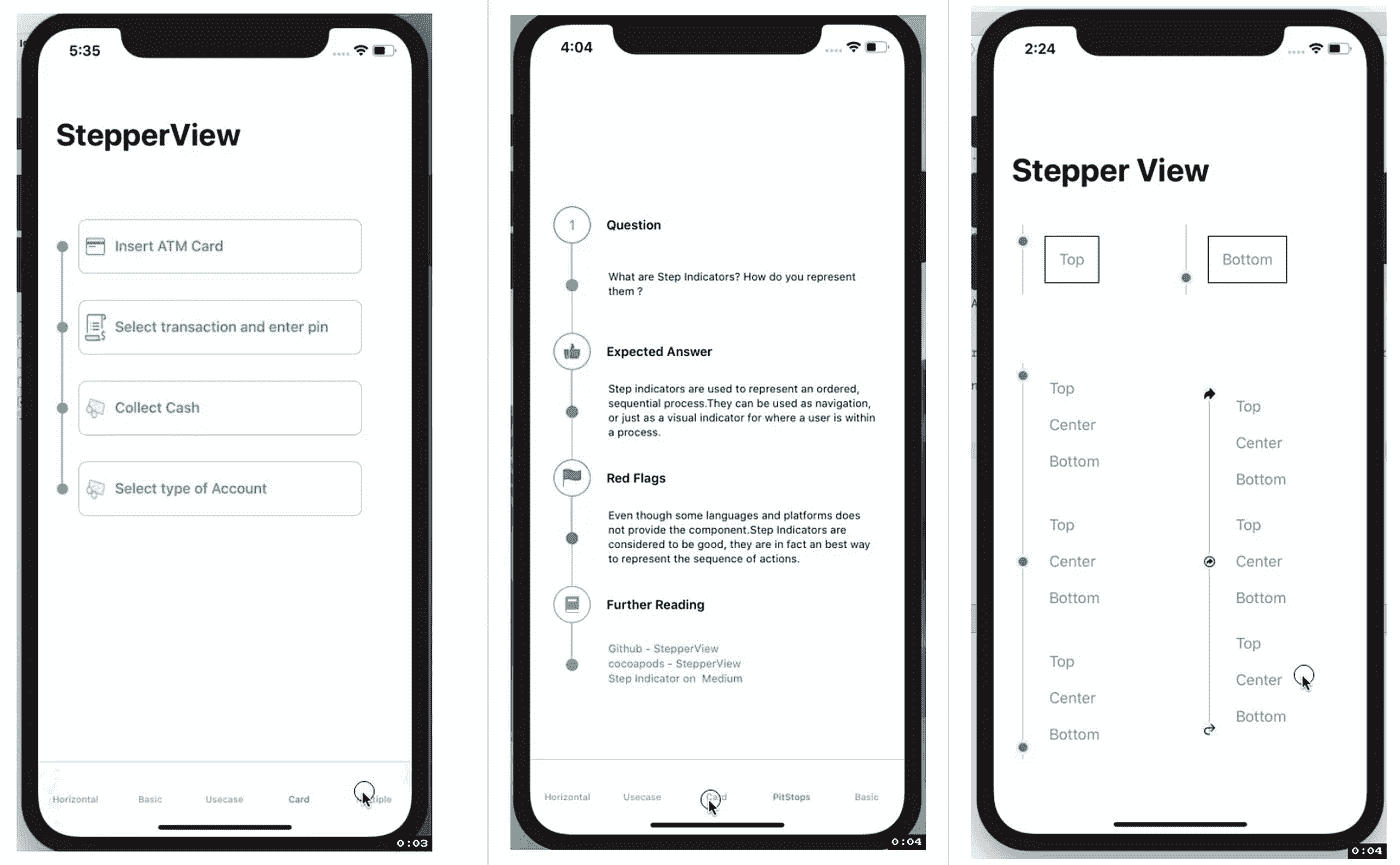 5:35
StepperView
Insert ATM Card
Select transaction and enter pin
Collect Cash
Select type of Account
Horizontal Basic Usecase Card
0:03
4:04
1 Question
What are Step Indicators? How do you represent
them ?
Expected Answer
Step indicators are used to represent an ordered,
sequential process.They can be used as navigation,
or just as a visual indicator for where a user is within
a process.
Red Flags
Even though some languages and platforms does
not provide the component.Step Indicators are
considered to be good, they are in fact an best way
to represent the sequence of actions.
Further Reading
Github - StepperView
cocoapods - StepperView
Step Indicator on Medium
Horizontal Usecase Card PitStops Basic
0:04
2:24
Stepper View
Top Bottom
Top
Center
Bottom
Top
Center
Bottom
Top
Center
Bottom
Top
Center
Bottom
Top
Center
Bottom
Top
Center
Bottom
0:04